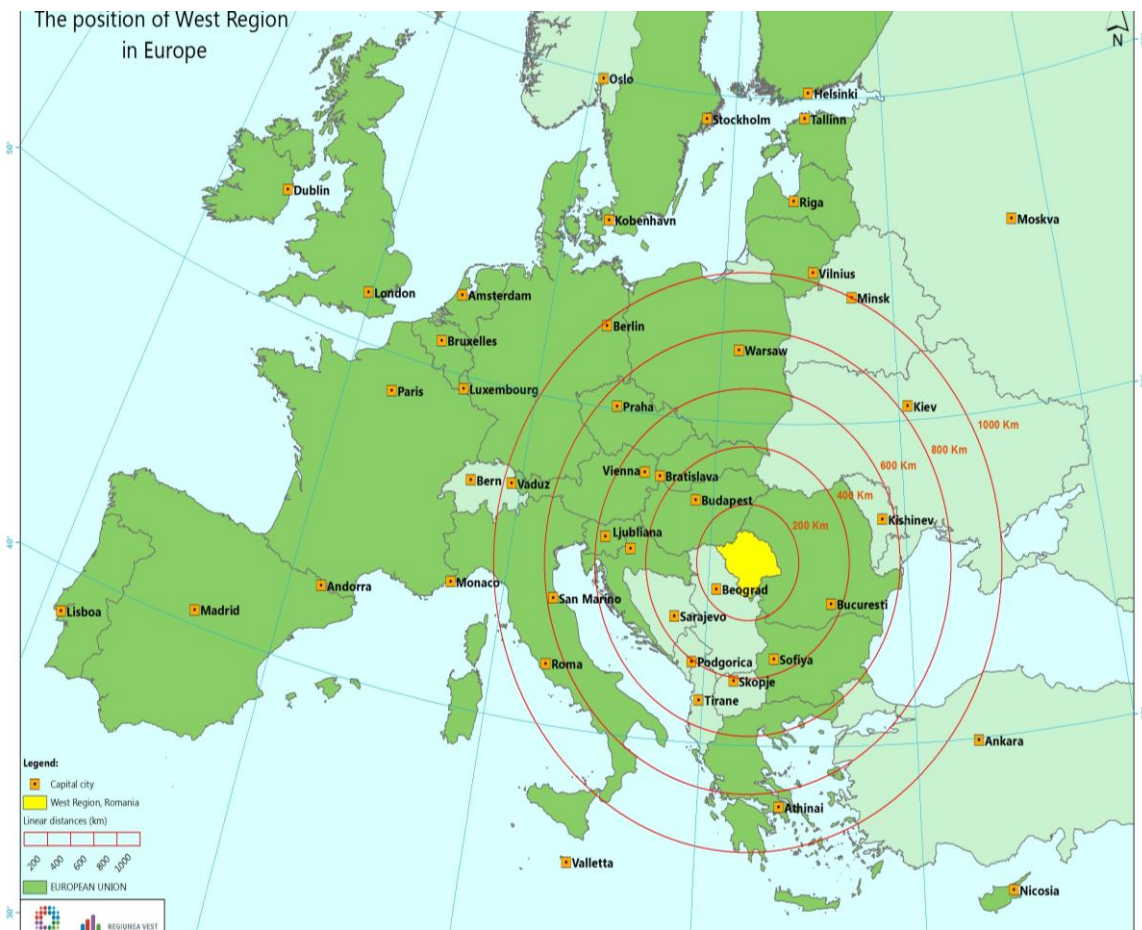 The position of West Region
in Europe
N
50°
40°
30°
Oslo
Helsinki
Stockholm
Tallinn
Dublin
Riga
Kobenhavn
Moskva
Vilnius
London
Amsterdam
Minsk
Berlin
Bruxelles
Warsaw
Paris
Luxembourg
Praha
Kiev
1000 Km
800 Km
600 Km
Vienna
Bratislava
Bern
Vaduz
400 Km
Budapest
Kishinev
200 Km
Ljubliana
Andorra
Monaco
Beograd
San Marino
Bucuresti
Lisboa
Madrid
Sarajevo
Roma
Podgorica
Sofiya
Skopje
Tirane
Ankara
Athinai
Valletta
Nicosia
Legend:
Capital city
West Region, Romania
Linear distances (km)
200 400 600 800 1000
EUROPEAN UNION
REGIUNEA VEST